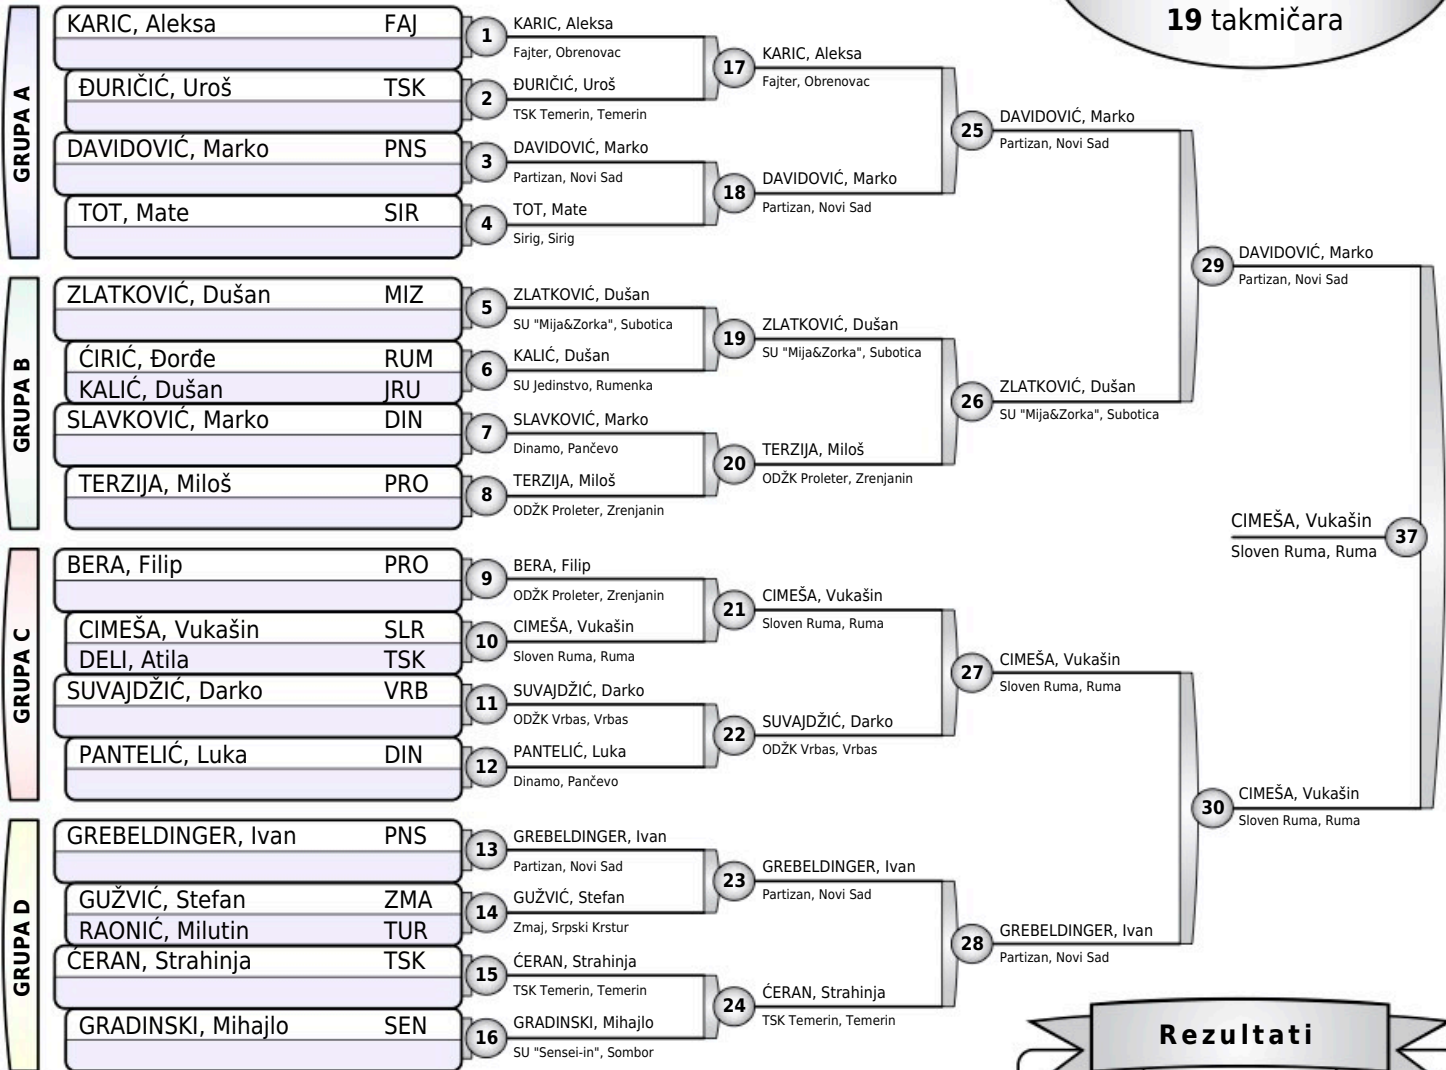 19 takmičara
GRUPA A
KARIC, Aleksa FAJ
ĐURIČIĆ, Uroš TSK
DAVIDOVIĆ, Marko PNS
TOT, Mate SIR
GRUPA B
ZLATKOVIĆ, Dušan MIZ
ĆIRIĆ, Đorđe RUM
KALIĆ, Dušan JRU
SLAVKOVIĆ, Marko DIN
TERZIJA, Miloš PRO
GRUPA C
BERA, Filip PRO
CIMEŠA, Vukašin SLR
DELI, Atila TSK
SUVAJDŽIĆ, Darko VRB
PANTELIĆ, Luka DIN
GRUPA D
GREBELDINGER, Ivan PNS
GUŽVIĆ, Stefan ZMA
RAONIĆ, Milutin TUR
ĆERAN, Strahinja TSK
GRADINSKI, Mihajlo SEN
1 KARIC, Aleksa
Fajter, Obrenovac
2 ĐURIČIĆ, Uroš
TSK Temerin, Temerin
3 DAVIDOVIĆ, Marko
Partizan, Novi Sad
4 TOT, Mate
Sirig, Sirig
5 ZLATKOVIĆ, Dušan
SU "Mija&Zorka", Subotica
6 KALIĆ, Dušan
SU Jedinstvo, Rumenka
7 SLAVKOVIĆ, Marko
Dinamo, Pančevo
8 TERZIJA, Miloš
ODŽK Proleter, Zrenjanin
9 BERA, Filip
ODŽK Proleter, Zrenjanin
10 CIMEŠA, Vukašin
Sloven Ruma, Ruma
11 SUVAJDŽIĆ, Darko
ODŽK Vrbas, Vrbas
12 PANTELIĆ, Luka
Dinamo, Pančevo
13 GREBELDINGER, Ivan
Partizan, Novi Sad
14 GUŽVIĆ, Stefan
Zmaj, Srpski Krstur
15 ĆERAN, Strahinja
TSK Temerin, Temerin
16 GRADINSKI, Mihajlo
SU "Sensei-in", Sombor
17 KARIC, Aleksa
Fajter, Obrenovac
18 DAVIDOVIĆ, Marko
Partizan, Novi Sad
19 ZLATKOVIĆ, Dušan
SU "Mija&Zorka", Subotica
20 TERZIJA, Miloš
ODŽK Proleter, Zrenjanin
21 CIMEŠA, Vukašin
Sloven Ruma, Ruma
22 SUVAJDŽIĆ, Darko
ODŽK Vrbas, Vrbas
23 GREBELDINGER, Ivan
Partizan, Novi Sad
24 ĆERAN, Strahinja
TSK Temerin, Temerin
25 DAVIDOVIĆ, Marko
Partizan, Novi Sad
26 ZLATKOVIĆ, Dušan
SU "Mija&Zorka", Subotica
27 CIMEŠA, Vukašin
Sloven Ruma, Ruma
28 GREBELDINGER, Ivan
Partizan, Novi Sad
29 DAVIDOVIĆ, Marko
Partizan, Novi Sad
30 CIMEŠA, Vukašin
Sloven Ruma, Ruma
CIMEŠA, Vukašin 37
Sloven Ruma, Ruma
Rezultati